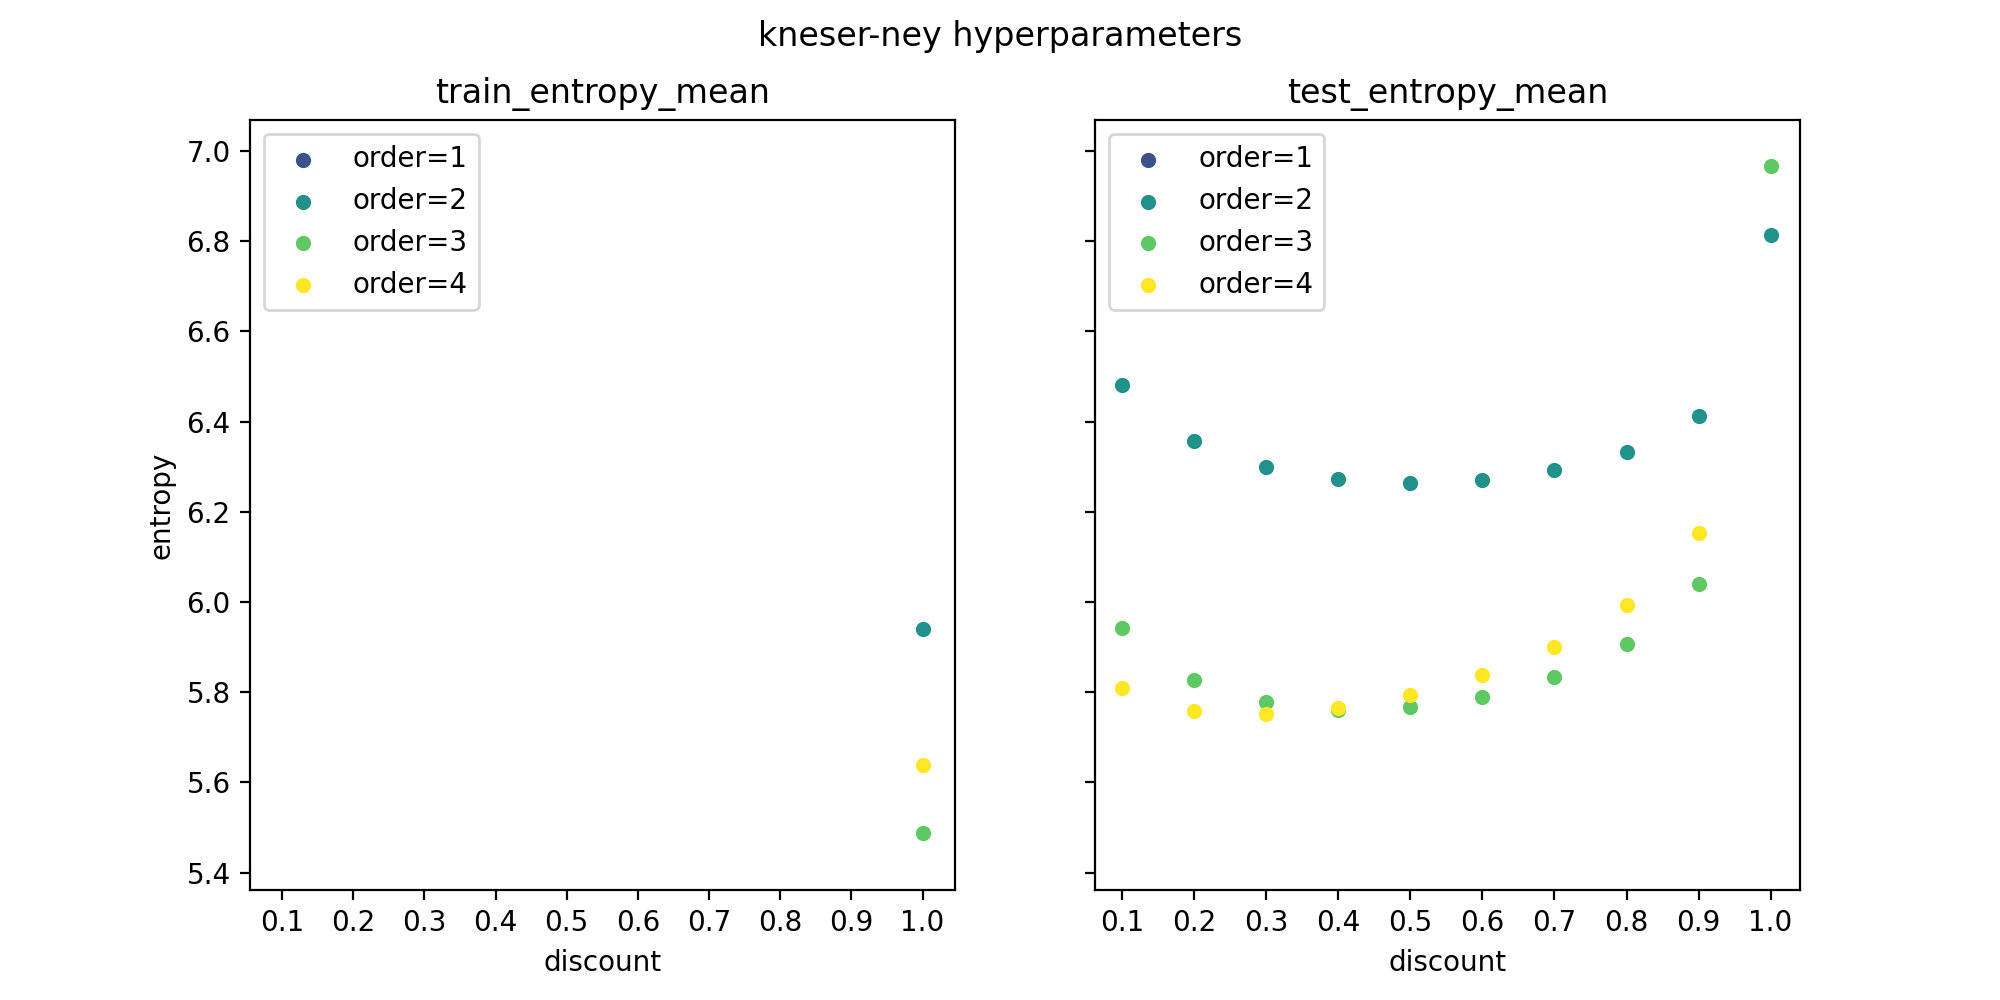 kneser-ney hyperparameters
train_entropy_mean
order=1
order=2
order=3
order=4
7.0
6.8
6.6
6.4
6.2
6.0
5.8
5.6
5.4
entropy
0.1 0.2 0.3 0.4 0.5 0.6 0.7 0.8 0.9 1.0
discount
test_entropy_mean
order=1
order=2
order=3
order=4
0.1 0.2 0.3 0.4 0.5 0.6 0.7 0.8 0.9 1.0
discount